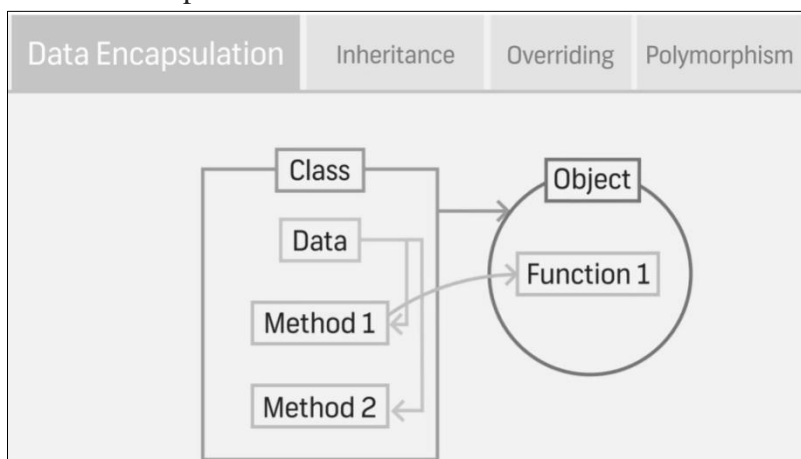 Data Encapsulation
Inheritance
Overriding
Polymorphism
Class
Object
Data
Function 1
Method 1
Method 2